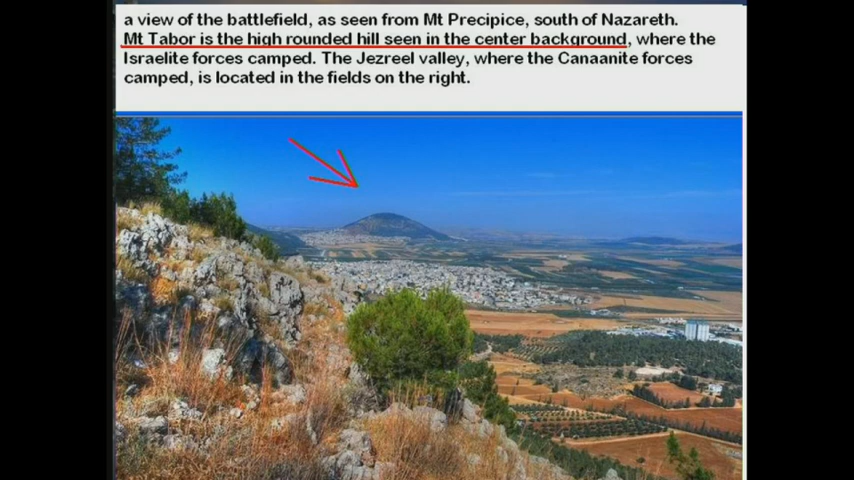 a view of the battlefield, as seen from Mt Precipice, south of Nazareth.
Mt Tabor is the high rounded hill seen in the center background, where the
Israelite forces camped. The Jezreel valley, where the Canaanite forces
camped, is located in the fields on the right.